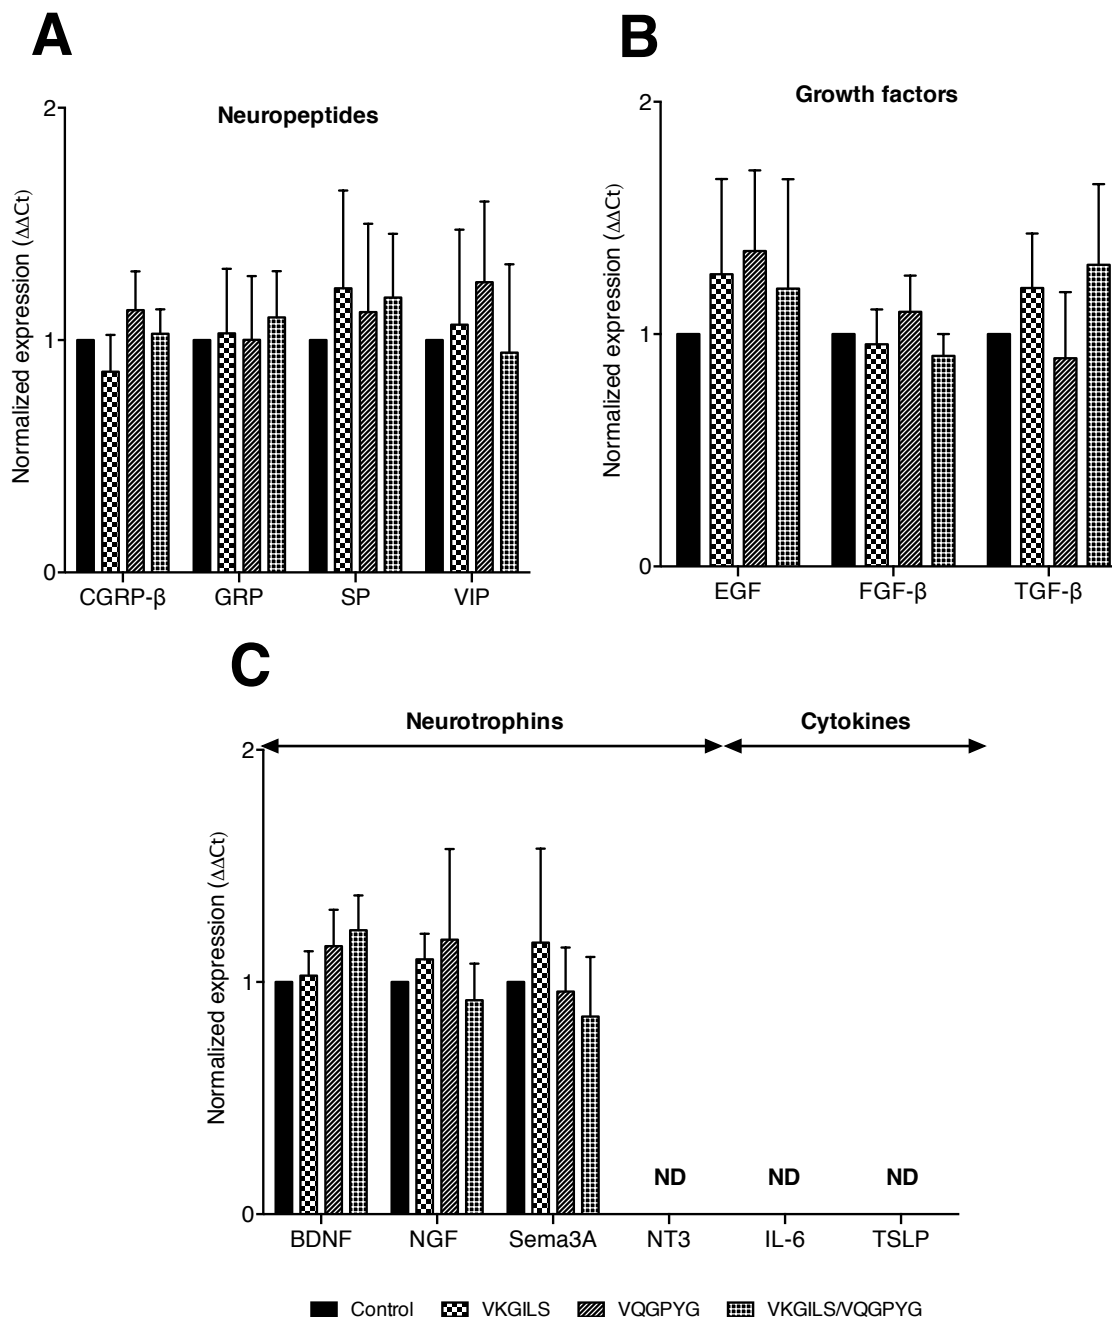 A
B
Neuropeptides
Growth factors
Normalized expression (ΔΔCt)
2
1
0
CGRP-β GRP SP VIP
Normalized expression (ΔΔCt)
2
1
0
EGF FGF-β TGF-β
C
Neurotrophins Cytokines
Normalized expression (ΔΔCt)
2
1
0
ND ND ND
BDNF NGF Sema3A NT3 IL-6 TSLP
Control VKGILS VQGPYG VKGILS/VQGPYG